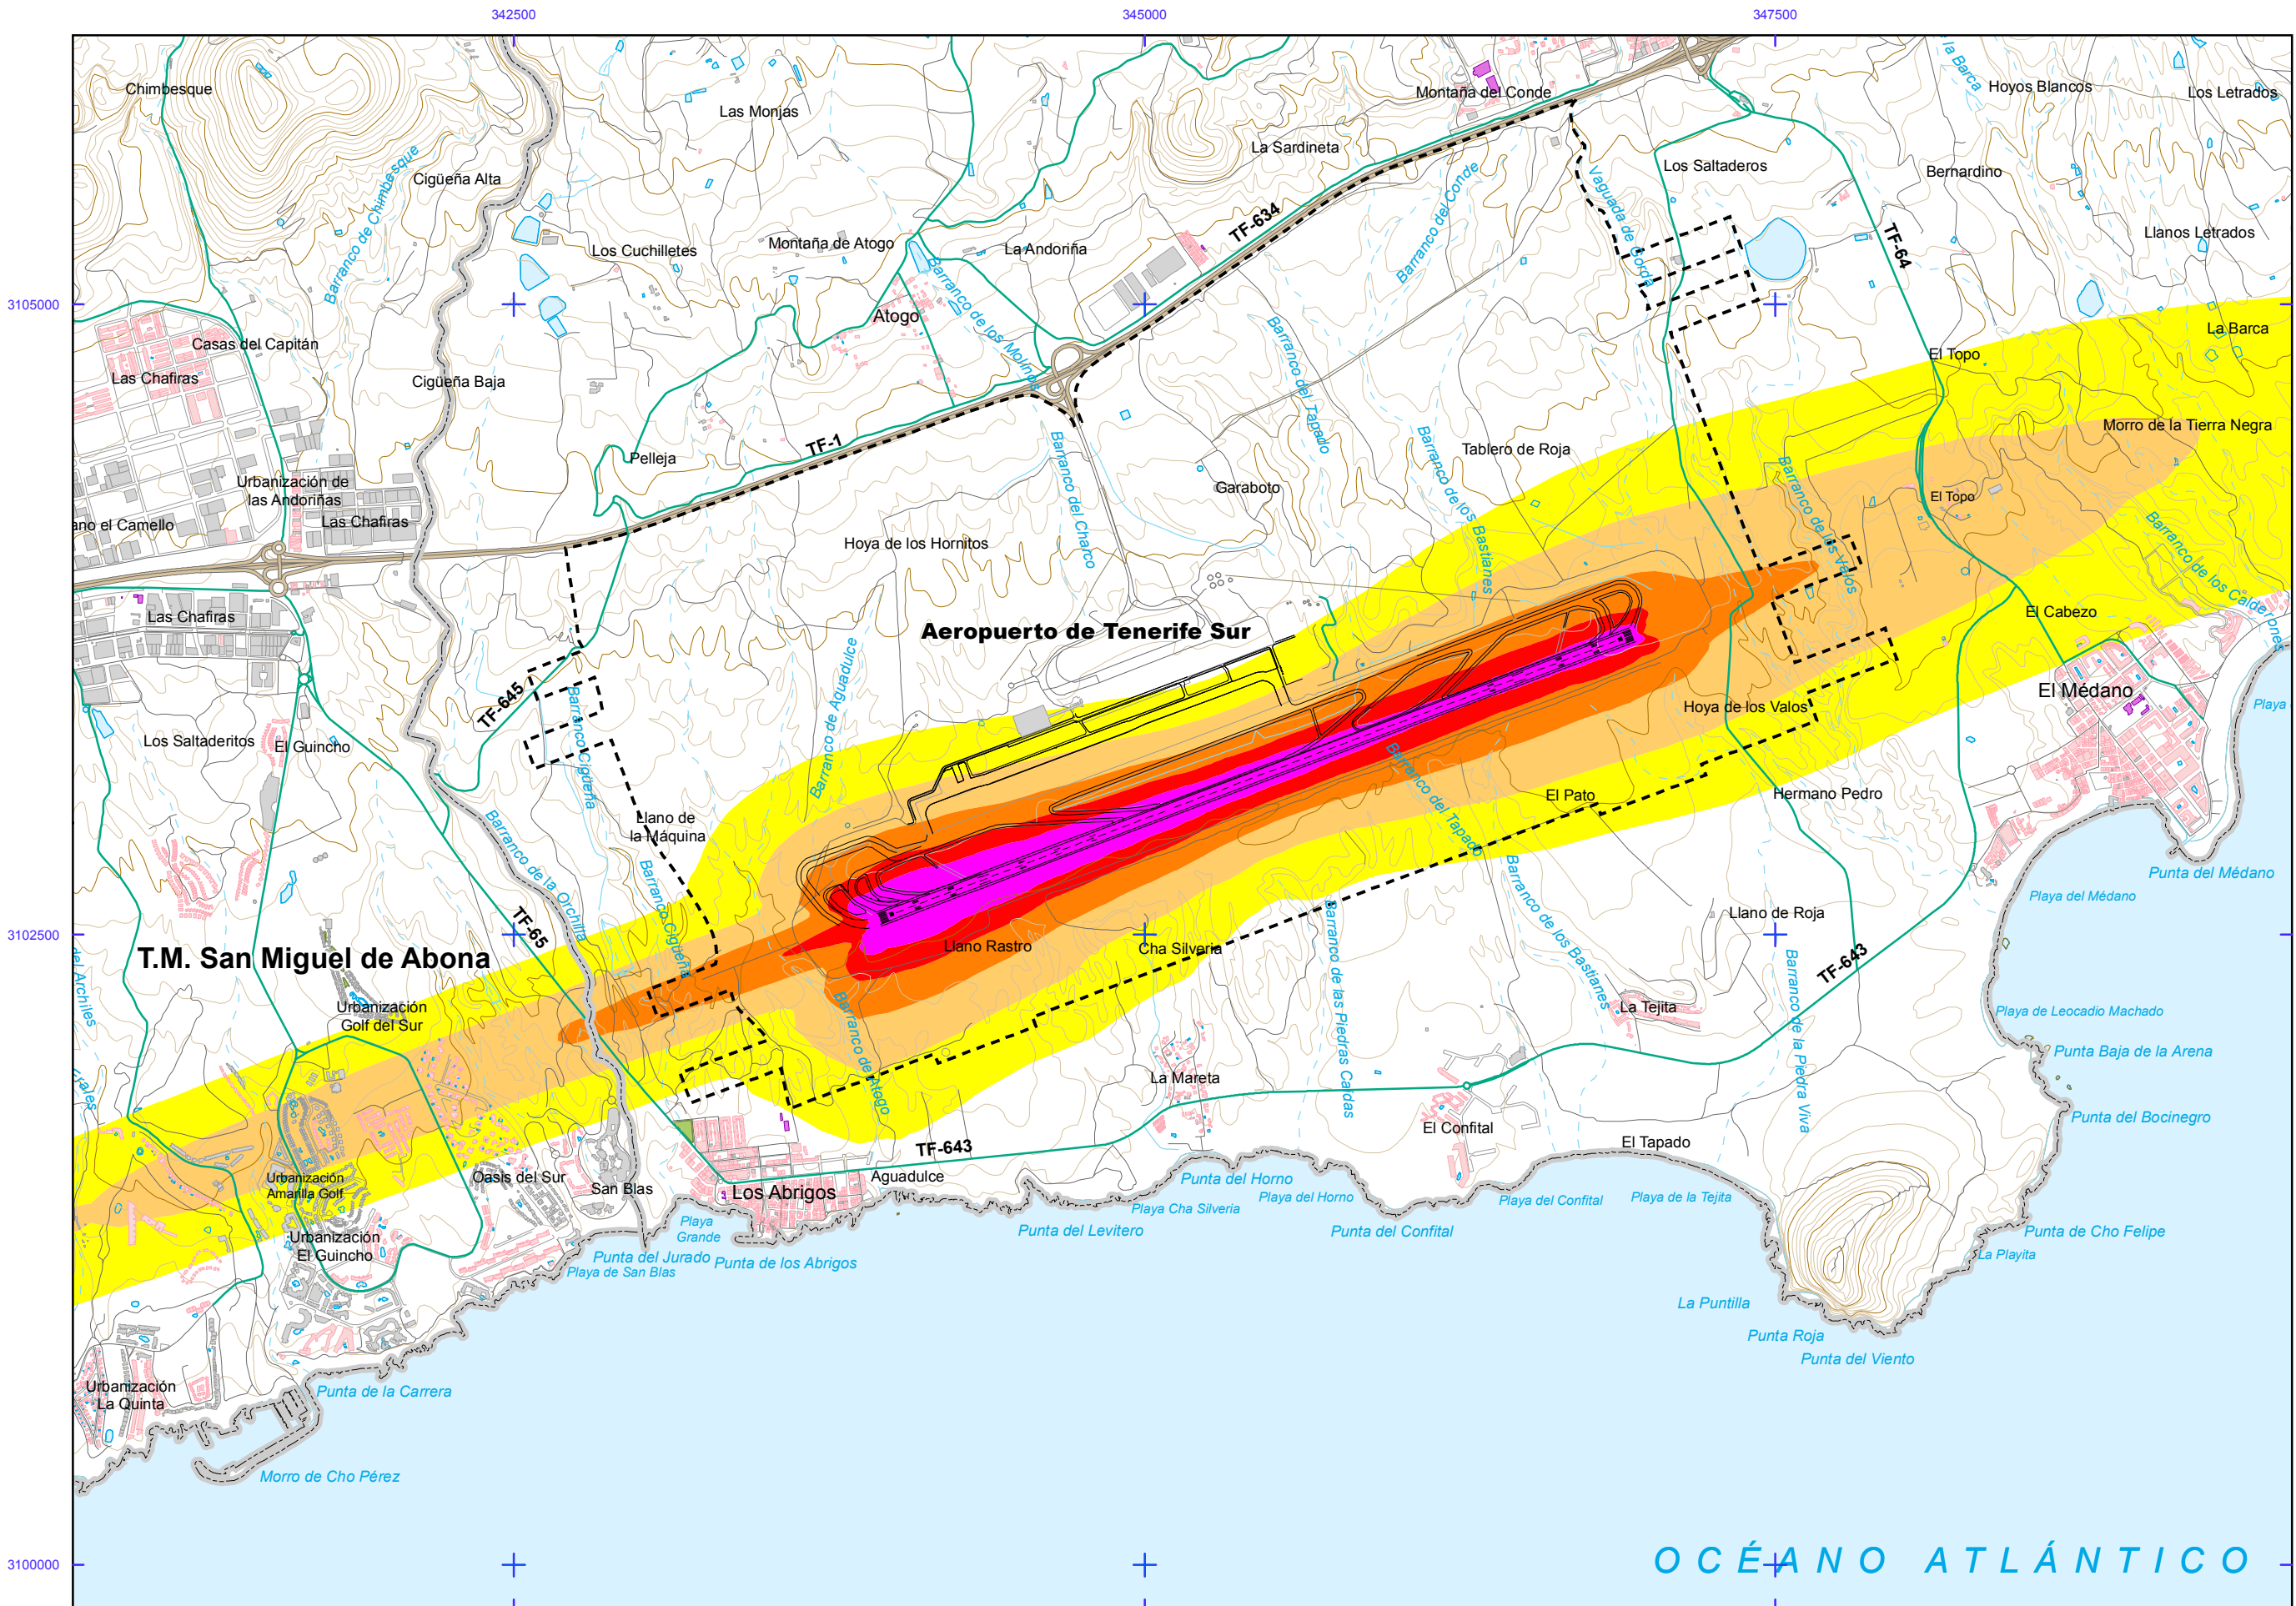 342500
345000
347500
Chimbesque
Las Monjas
Montaña del Conde
la Barca
Hoyos Blancos
Los Letrados
La Sardineta
Barranco de Chimbesque
Cigüeña Alta
Los Saltaderos
Bernardino
Vaguada de Gorda
Barranco del Conde
TF-634
TF-64
Los Cuchilletes
Montaña de Atogo
La Andoriña
Llanos Letrados
Barranco de los Molinos
3105000
Atogo
La Barca
Casas del Capitán
Barranco del Tapado
El Topo
Las Chafiras
Cigüeña Baja
Morro de la Tierra Negra
TF-1
Pelleja
Tablero de Roja
Barranco del Charco
Barranco de los Bastianes
Barranco de los Valos
Urbanización de
las Andoriñas
Garaboto
El Topo
Las Chafiras
ano el Camello
Hoya de los Hornitos
Barranco de los Calderones
Las Chafiras
El Cabezo
Aeropuerto de Tenerife Sur
Barranco de Aguadulce
El Médano
TF-645
Barranco Cigüeña
Hoya de los Valos
Playa
Los Saltaderitos
El Guincho
Barranco del Tapado
El Pato
Hermano Pedro
Llano de
la Máquina
Barranco de la Orchilla
Barranco Cigüeña
Punta del Médano
Playa del Médano
TF-65
Llano de Roja
3102500
Llano Rastro
Cha Silveria
Barranco de las Piedras Caídas
Barranco de los Bastianes
Barranco de la Piedra Viva
TF-643
T.M. San Miguel de Abona
del Archiles
Urbanización
Golf del Sur
La Tejita
Playa de Leocadio Machado
Barranco de Atogo
Punta Baja de la Arena
La Mareta
Punta del Bocinegro
El Confital
El Tapado
TF-643
Urbanización
Amarilla Golf
Oasis del Sur
San Blas
Los Abrigos
Aguadulce
Punta del Horno
Playa del Horno
Playa Cha Silveria
Playa del Confital
Playa de la Tejita
Playa
Grande
Punta del Levitero
Punta del Confital
Punta de Cho Felipe
La Playita
Urbanización
El Guincho
Punta del Jurado
Playa de San Blas
Punta de los Abrigos
La Puntilla
Punta Roja
Punta del Viento
Urbanización
La Quinta
Punta de la Carrera
Morro de Cho Pérez
3100000
OCÉANO ATLÁNTICO